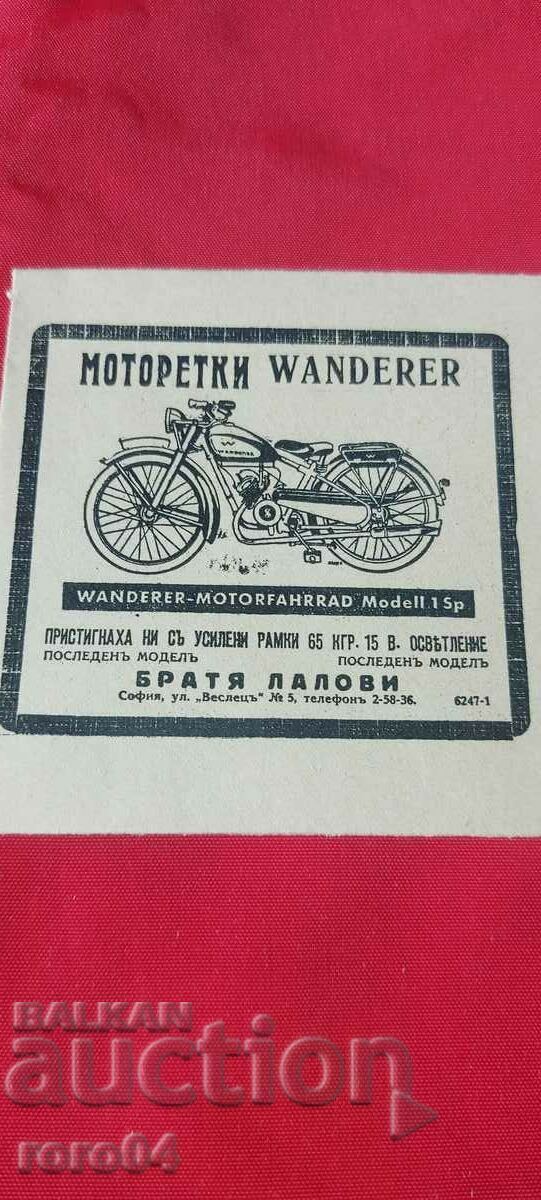 МОТОРЕТКИ WANDERER
W
WANDERER
W
WANDERER-MOTORFAHRRAD Modell 1 Sp
ПРИСТИГНАХА НИ СЪ УСИЛЕНИ РАМКИ 65 КГР. 15 В. ОСВѢТЛЕНИЕ
ПОСЛЕДЕНЪ МОДЕЛЪ ПОСЛЕДЕНЪ МОДЕЛЪ
БРАТЯ ЛАЛОВИ
София, ул. „Веслецъ" № 5, телефонъ 2-58-36. 6247-1
BALKAN
auction
roro04